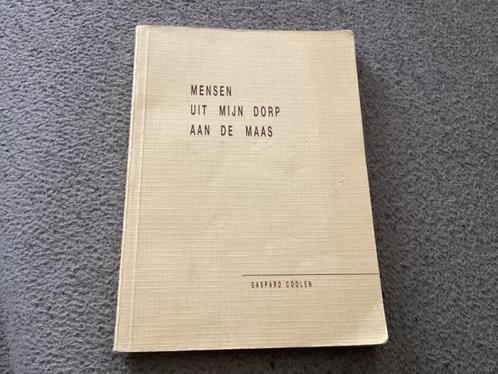 MENSEN
UIT MIJN DORP
AAN DE MAAS
GASPARD COOLEN